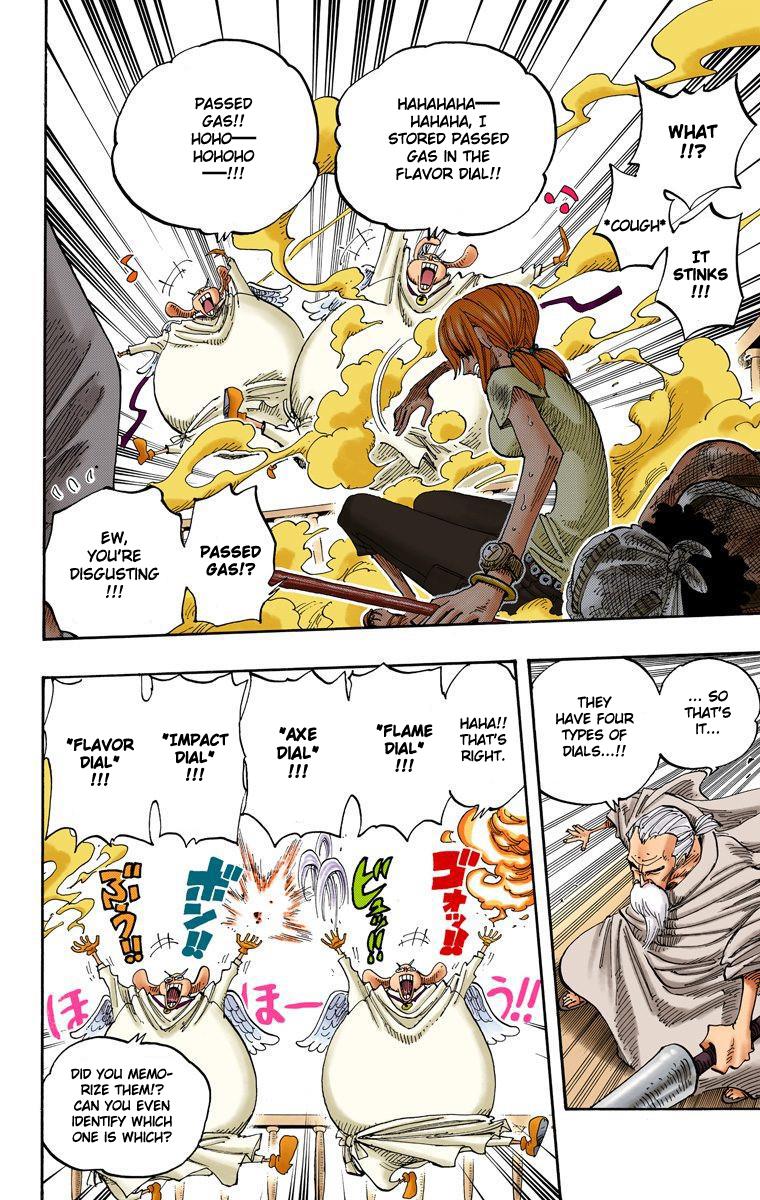 WHAT
!!?
*COUGH*
IT
STINKS
!!!
HAHAHAHA—
HAHAHA, I
STORED PASSED
GAS IN THE
FLAVOR DIAL!!
PASSED
GAS!!
HOHO—
HOHOHO
—!!!
PASSED
GAS!?
EW,
YOU'RE
DISGUSTING
!!!
... SO
THAT'S
IT...
THEY
HAVE FOUR
TYPES OF
DIALS...!!
HAHA!!
THAT'S
RIGHT.
"FLAME
DIAL"
!!!
"AXE
DIAL"
!!!
"IMPACT
DIAL"
!!!
"FLAVOR
DIAL"
!!!
ゴオッ!!
ビュッ!!
ボン!!
ぶうっ!!
ほ
ほー
う!!
DID YOU MEMO-
RIZE THEM!?
CAN YOU EVEN
IDENTIFY WHICH
ONE IS WHICH?